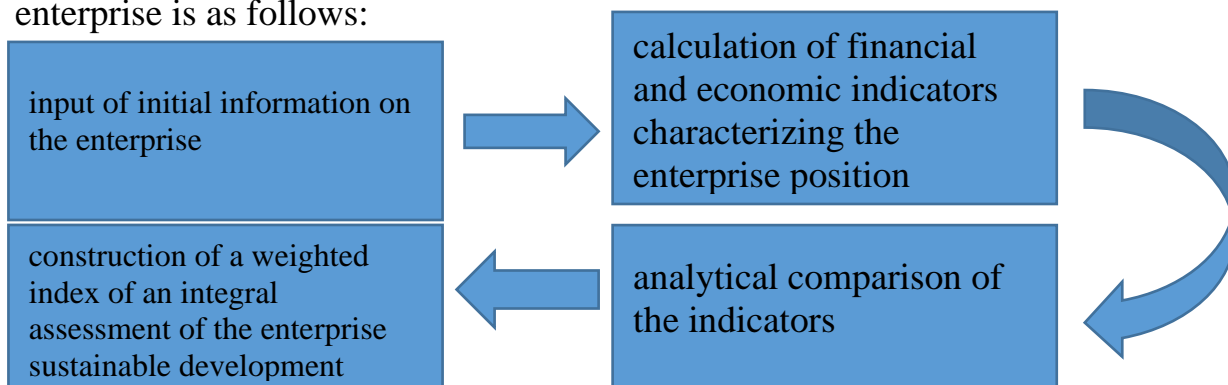 enterprise is as follows:
input of initial information on
the enterprise
calculation of financial
and economic indicators
characterizing the
enterprise position
analytical comparison of
the indicators
construction of a weighted
index of an integral
assessment of the enterprise
sustainable development